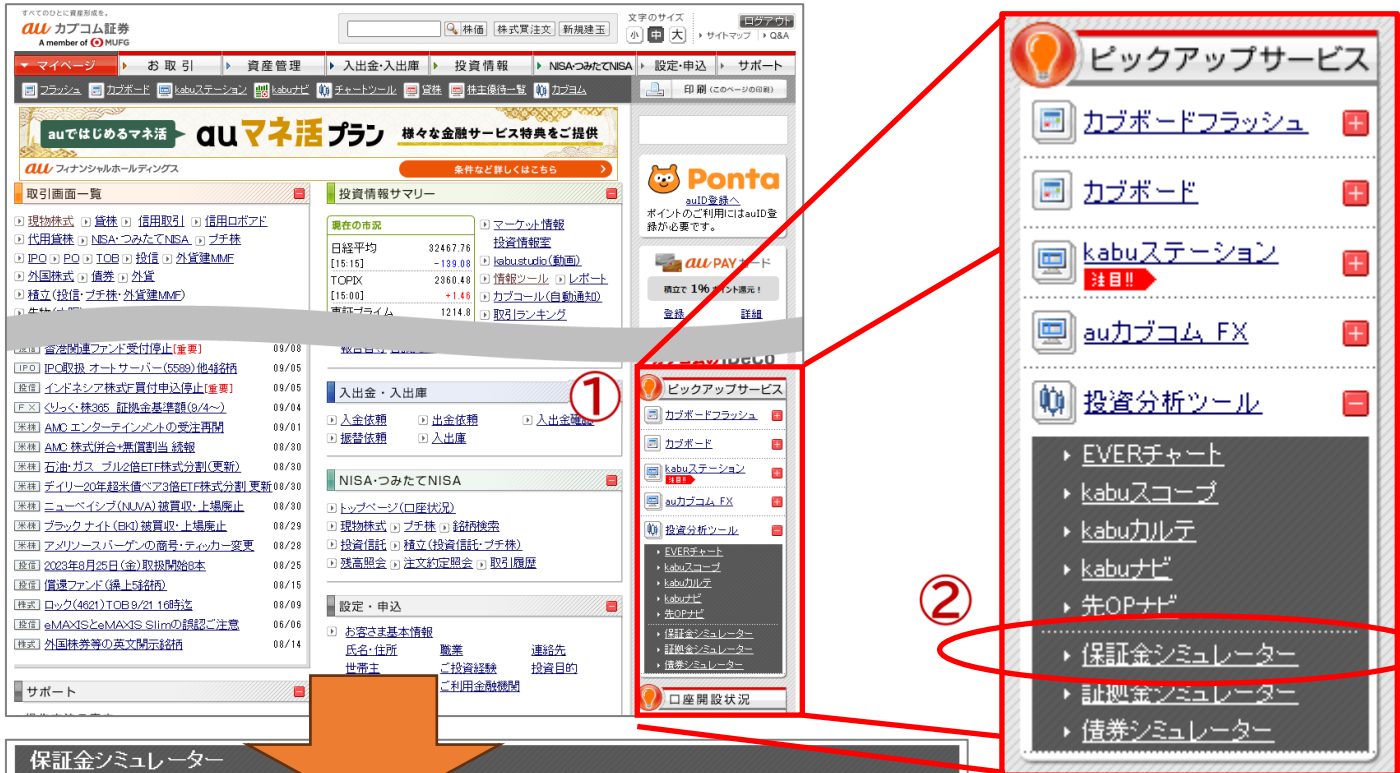 すべてのひとに資産形成を。
au カブコム証券
A member of MUFG
株価 株式買注文 新規建玉
文字のサイズ
小 中 大
ログアウト
サイトマップ Q&A
マイページ お取引 資産管理 入出金・入出庫 投資情報 NISA・つみたてNISA 設定・申込 サポート
フラッシュ カブボード kabuステーション kabuナビ チャートツール 貸株 株主優待一覧 カブヨム
印刷 (このページの印刷)
auではじめるマネ活 auマネ活プラン 様々な金融サービス特典をご提供
au フィナンシャルホールディングス 条件など詳しくはこちら
取引画面一覧
現物株式 貸株 信用取引 信用ロボアド
代用貸株 NISA・つみたてNISA プチ株
IPO PO TOB 投信 外貨建MMF
外国株式 債券 外貨
積立(投信・プチ株・外貨建MMF)
投信 香港関連ファンド受付停止[重要] 09/08
IPO IPO取扱 オートサーバー(5589)他4銘柄 09/05
投信 インドネシア株式F買付申込停止[重要] 09/05
FX くりっく・株365 証拠金基準額(9/4～) 09/04
米株 AMC エンターテインメントの受注再開 09/01
米株 AMC 株式併合+無償割当 続報 08/30
米株 石油・ガス ブル2倍ETF株式分割(更新) 08/30
米株 デイリー20年超米債ベア3倍ETF株式分割 更新 08/30
米株 ニューベイシブ(NUVA)被買収・上場廃止 08/30
米株 ブラック ナイト(BKI)被買収・上場廃止 08/29
米株 アメリソースバーゲンの商号・ティッカー変更 08/28
投信 2023年8月25日(金)取扱開始8本 08/25
投信 償還ファンド(繰上5銘柄) 08/15
株式 ロック(4621)TOB 9/21 16時迄 08/09
投信 eMAXISとeMAXIS Slimの誤認ご注意 06/06
株式 外国株券等の英文開示銘柄 08/14
サポート
投資情報サマリー
現在の市況
日経平均 32467.76
[15:15] -139.08
TOPIX 2360.48
[15:00] +1.46
東証プライム 1214.8
マーケット情報
投資情報室
kabu.studio(動画)
情報ツール レポート
カブコール(自動通知)
取引ランキング
入出金・入出庫
入金依頼 出金依頼 入出金確認
振替依頼 入出庫
NISA・つみたてNISA
トップページ(口座状況)
現物株式 プチ株 銘柄検索
投資信託 積立(投資信託・プチ株)
残高照会 注文約定照会 取引履歴
設定・申込
お客さま基本情報
氏名・住所 職業 連絡先
世帯主 ご投資経験 投資目的
ご利用金融機関
Ponta
auID登録へ
ポイントのご利用にはauID登
録が必要です。
au PAY カード
積立で 1% ポイント還元！
登録 詳細
①
ピックアップサービス
カブボードフラッシュ
カブボード
kabuステーション
注目!!
auカブコム FX
投資分析ツール
EVERチャート
kabuスコープ
kabuカルテ
kabuナビ
先OPナビ
保証金シミュレーター
証拠金シミュレーター
債券シミュレーター
口座開設状況
ピックアップサービス
カブボードフラッシュ
カブボード
kabuステーション
注目!!
auカブコム FX
投資分析ツール
EVERチャート
kabuスコープ
kabuカルテ
kabuナビ
先OPナビ
②
保証金シミュレーター
証拠金シミュレーター
債券シミュレーター
保証金シミュレーター